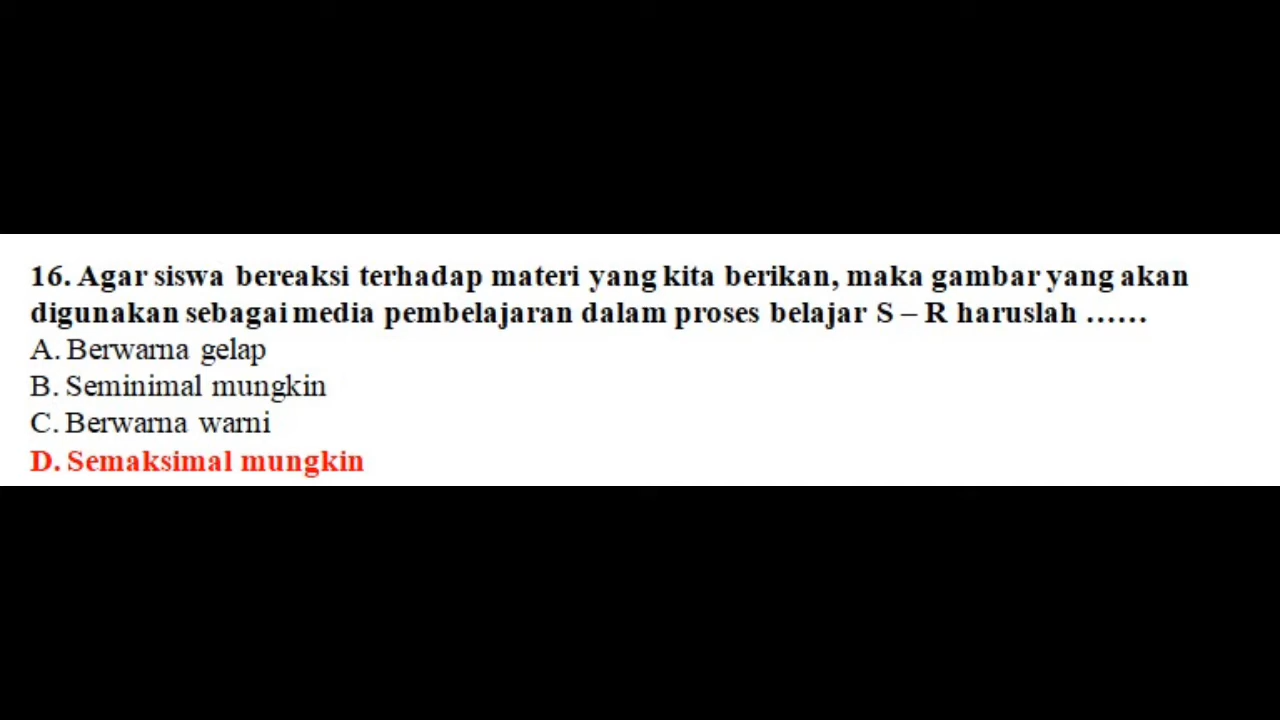 16. Agar siswa bereaksi terhadap materi yang kita berikan, maka gambar yang akan
digunakan sebagai media pembelajaran dalam proses belajar S – R haruslah ……
A. Berwarna gelap
B. Seminimal mungkin
C. Berwarna warni
D. Semaksimal mungkin